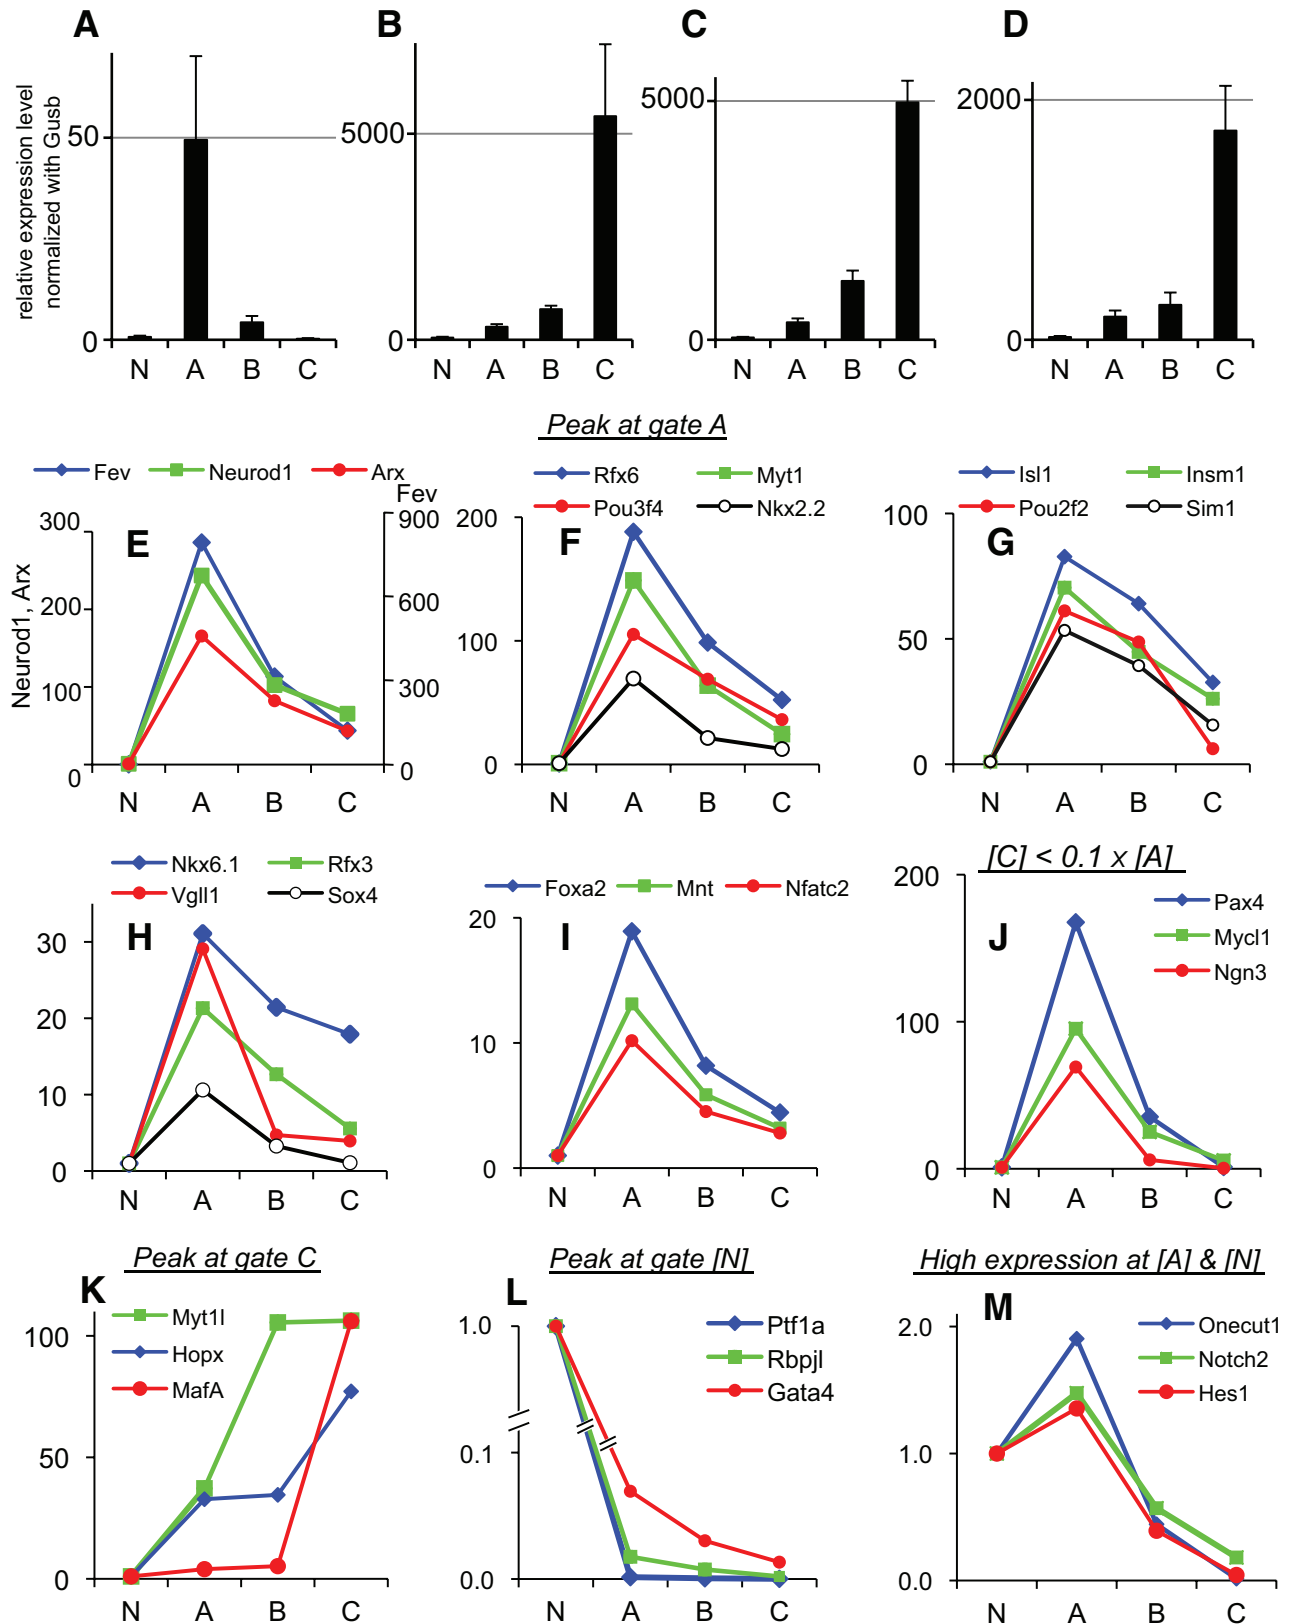 A B C D
relative expression level
normalized with Gusb
50 5000 5000 2000
0 0 0 0
N A B C N A B C N A B C N A B C
Peak at gate A
Fev Neurod1 Arx
Rfx6 Myt1
Pou3f4 Nkx2.2
Isl1 Insm1
Pou2f2 Sim1
E
Neurod1, Arx
300
200
100
0
Fev
900
600
300
0
N A B C
F
200
100
0
N A B C
G
100
50
0
N A B C
Nkx6.1 Rfx3
Vgll1 Sox4
H
30
20
10
0
N A B C
Foxa2 Mnt Nfatc2
I
20
10
0
N A B C
[C] < 0.1 x [A]
J
Pax4
Mycl1
Ngn3
200
100
0
N A B C
Peak at gate C
K
Myt1l
Hopx
MafA
100
50
0
N A B C
Peak at gate [N]
L
Ptf1a
Rbpjl
Gata4
1.0
0.1
0.0
N A B C
High expression at [A] & [N]
M
Onecut1
Notch2
Hes1
2.0
1.0
0.0
N A B C